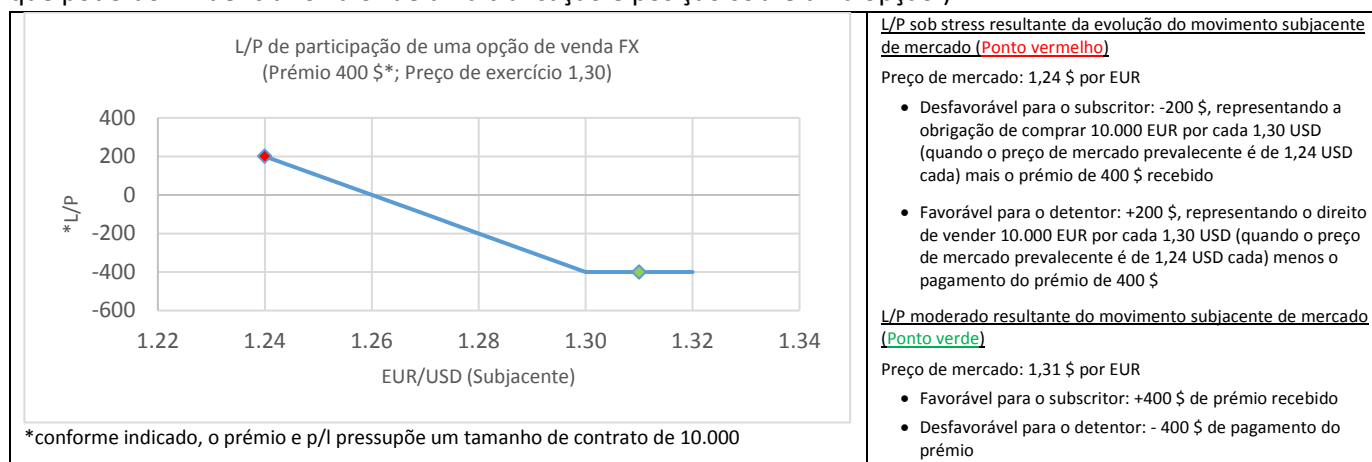 L/P de participação de uma opção de venda FX
(Prémio 400 $*; Preço de exercício 1,30)
400
200
0
-200
-400
-600
*L/P
1.22 1.24 1.26 1.28 1.30 1.32 1.34
EUR/USD (Subjacente)
*conforme indicado, o prémio e p/l pressupõe um tamanho de contrato de 10.000
L/P sob stress resultante da evolução do movimento subjacente
de mercado (Ponto vermelho)
Preço de mercado: 1,24 $ por EUR
• Desfavorável para o subscritor: -200 $, representando a
obrigação de comprar 10.000 EUR por cada 1,30 USD
(quando o preço de mercado prevalecente é de 1,24 USD
cada) mais o prémio de 400 $ recebido
• Favorável para o detentor: +200 $, representando o direito
de vender 10.000 EUR por cada 1,30 USD (quando o preço
de mercado prevalecente é de 1,24 USD cada) menos o
pagamento do prémio de 400 $
L/P moderado resultante do movimento subjacente de mercado
(Ponto verde)
Preço de mercado: 1,31 $ por EUR
• Favorável para o subscritor: +400 $ de prémio recebido
• Desfavorável para o detentor: - 400 $ de pagamento do
prémio